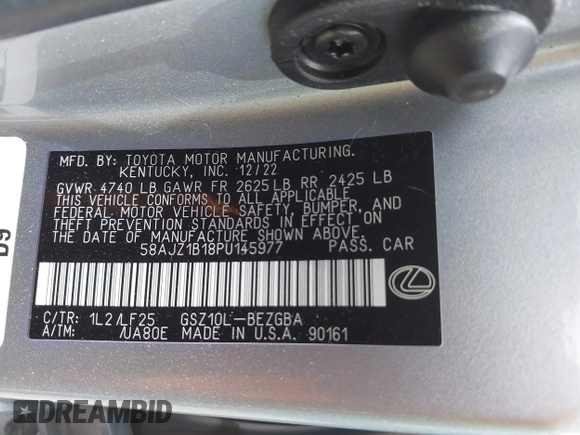 MFD. BY: TOYOTA MOTOR MANUFACTURING.
KENTUCKY, INC. 12/22
GVWR 4740 LB GAWR FR 2625 LB RR 2425 LB
THIS VEHICLE CONFORMS TO ALL APPLICABLE
FEDERAL MOTOR VEHICLE SAFETY, BUMPER, AND
THEFT PREVENTION STANDARDS IN EFFECT ON
THE DATE OF MANUFACTURE SHOWN ABOVE.
58AJZ1B18PU145977 PASS. CAR
C/TR: 1L2/LF25 GSZ10L-BEZGBA
A/TM: /UA80E MADE IN U.S.A. 90161
D9
DREAMBID